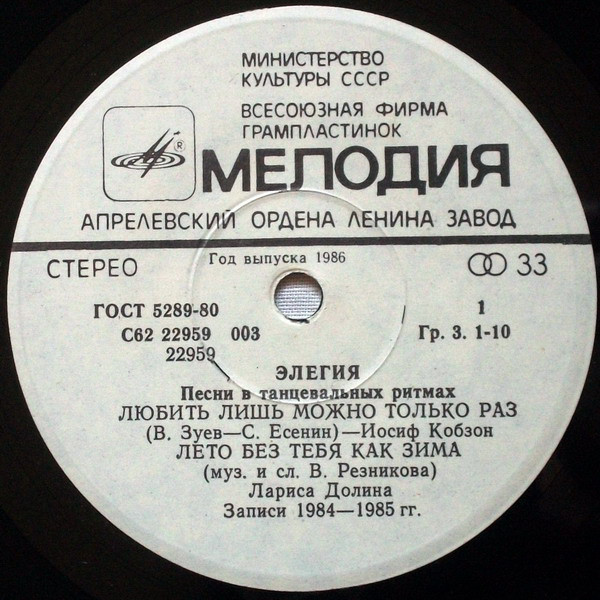 МИНИСТЕРСТВО
КУЛЬТУРЫ СССР
ВСЕСОЮЗНАЯ ФИРМА
ГРАМПЛАСТИНОК
® МЕЛОДИЯ
АПРЕЛЕВСКИЙ ОРДЕНА ЛЕНИНА ЗАВОД
СТЕРЕО Год выпуска 1986 33
ГОСТ 5289-80 1
С62 22959 003 Гр. 3. 1-10
22959
ЭЛЕГИЯ
Песни в танцевальных ритмах
ЛЮБИТЬ ЛИШЬ МОЖНО ТОЛЬКО РАЗ
(В. Зуев—С. Есенин)—Иосиф Кобзон
ЛЕТО БЕЗ ТЕБЯ КАК ЗИМА
(муз. и сл. В. Резникова)
Лариса Долина
Записи 1984—1985 гг.